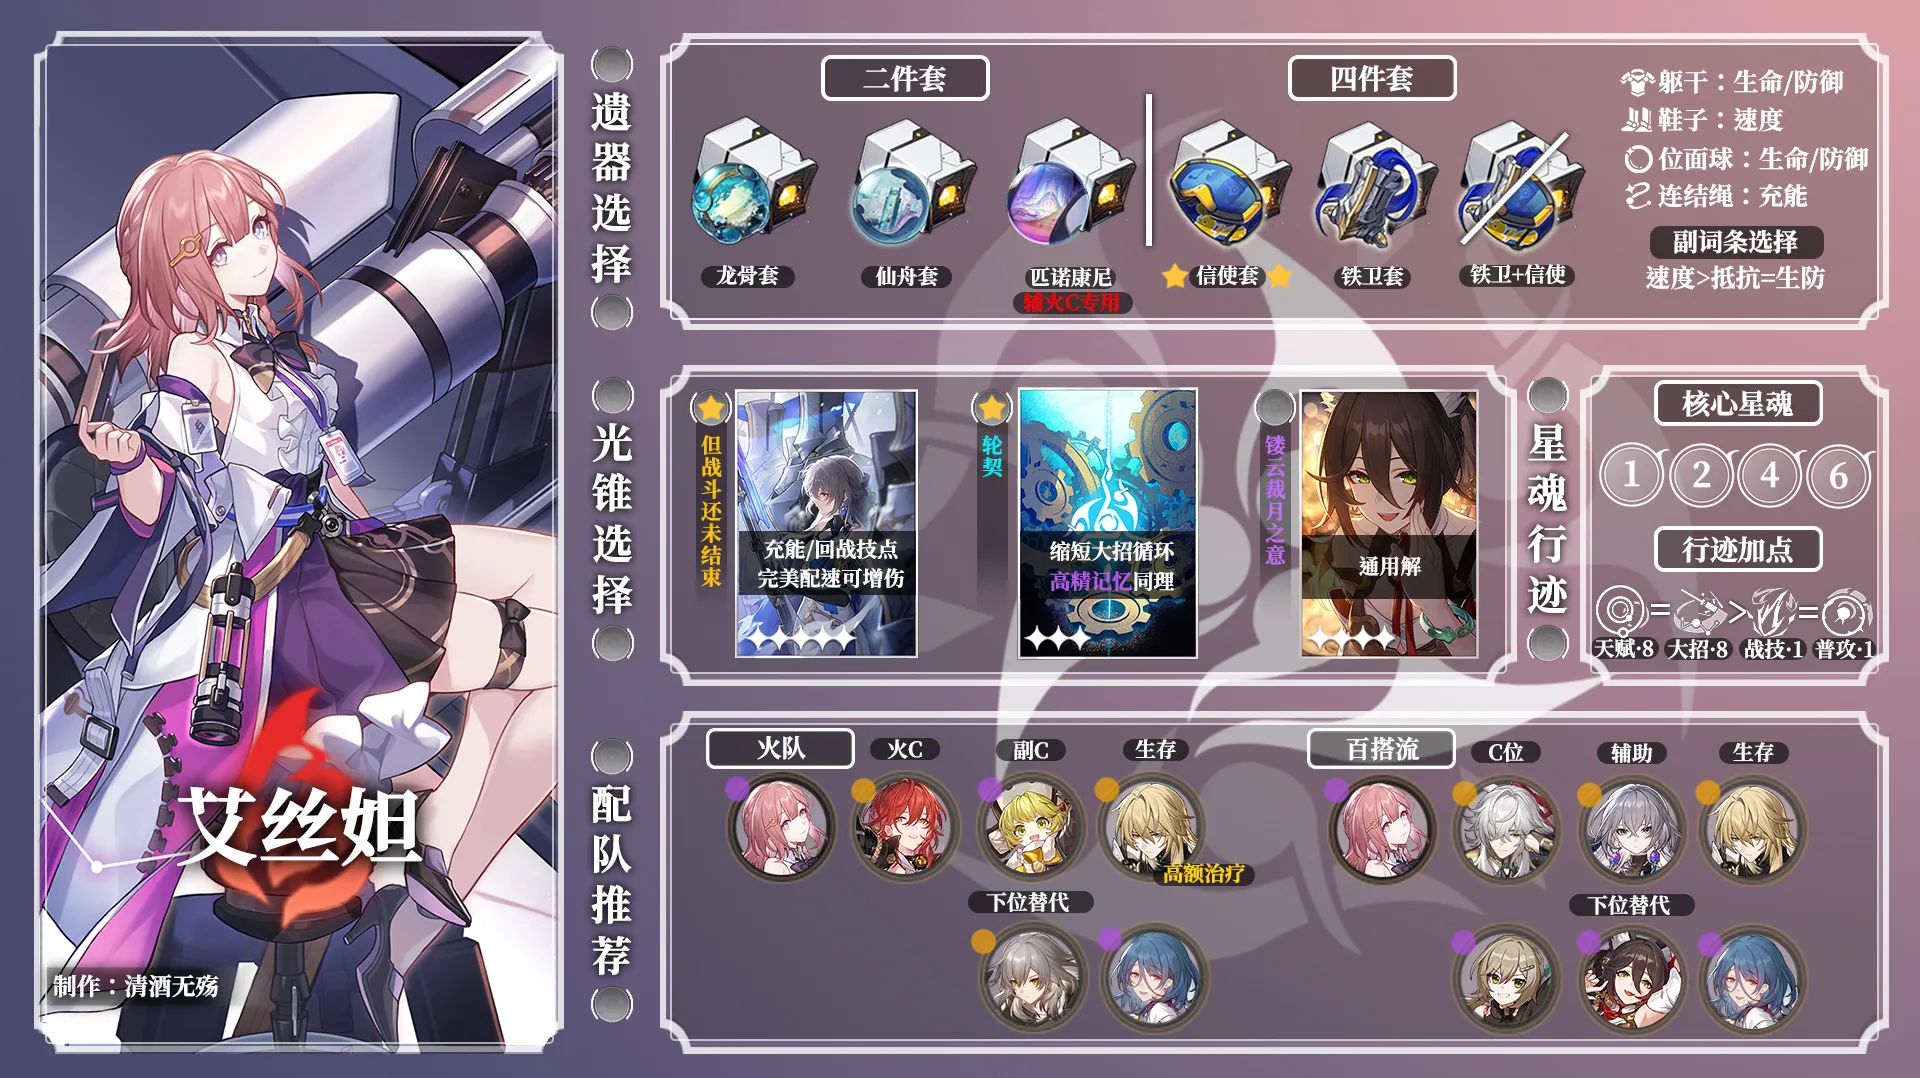 艾丝妲
制作：清酒无殇
遗器选择
二件套
龙骨套
仙舟套
匹诺康尼
辅火C专用
四件套
信使套
铁卫套
铁卫+信使
躯干：生命/防御
鞋子：速度
位面球：生命/防御
连结绳：充能
副词条选择
速度>抵抗=生防
光锥选择
但战斗还未结束
充能/回战技点
完美配速可增伤
轮契
缩短大招循环
高精记忆同理
镂云裁月之意
通用解
星魂行迹
核心星魂
1 2 4 6
行迹加点
= > =
天赋·8 大招·8 战技·1 普攻·1
配队推荐
火队
火C
副C
生存
高额治疗
下位替代
百搭流
C位
辅助
生存
下位替代